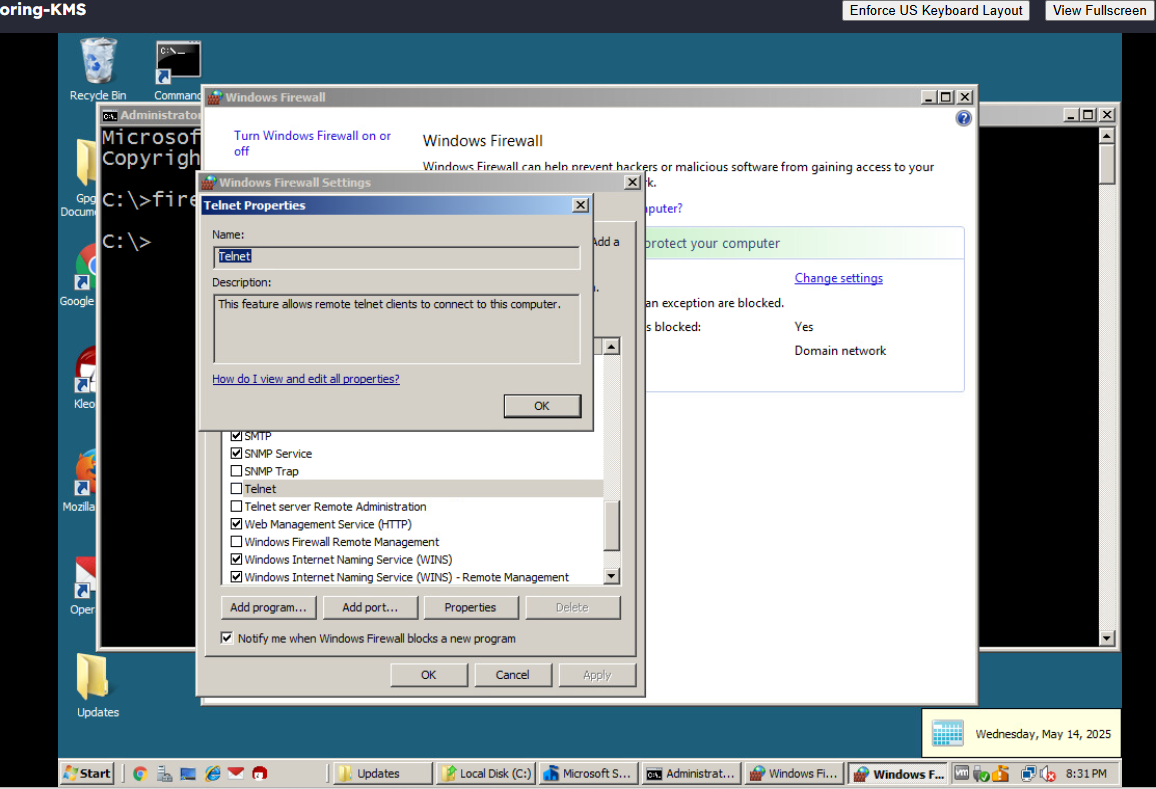 oring-KMS
Enforce US Keyboard Layout
View Fullscreen
Recycle Bin
Command
Windows Firewall
Administrator
Microsof
Copyrigh
C:\>fire
C:\>
Turn Windows Firewall on or
off
Windows Firewall
Windows Firewall can help prevent hackers or malicious software from gaining access to your
k.
puter?
protect your computer
Change settings
an exception are blocked.
s blocked:
Yes
Domain network
Windows Firewall Settings
Add a
Telnet Properties
Name:
Telnet
Description:
This feature allows remote telnet clients to connect to this computer.
How do I view and edit all properties?
OK
SMTP
SNMP Service
SNMP Trap
Telnet
Telnet server Remote Administration
Web Management Service (HTTP)
Windows Firewall Remote Management
Windows Internet Naming Service (WINS)
Windows Internet Naming Service (WINS) - Remote Management
Add program...
Add port...
Properties
Delete
Notify me when Windows Firewall blocks a new program
OK
Cancel
Apply
Gpg
Docum
Google
Kleo
Mozilla
Oper
Updates
Wednesday, May 14, 2025
Start
Updates
Local Disk (C:)
Microsoft S...
Administrat...
Windows Fi...
Windows F...
8:31 PM